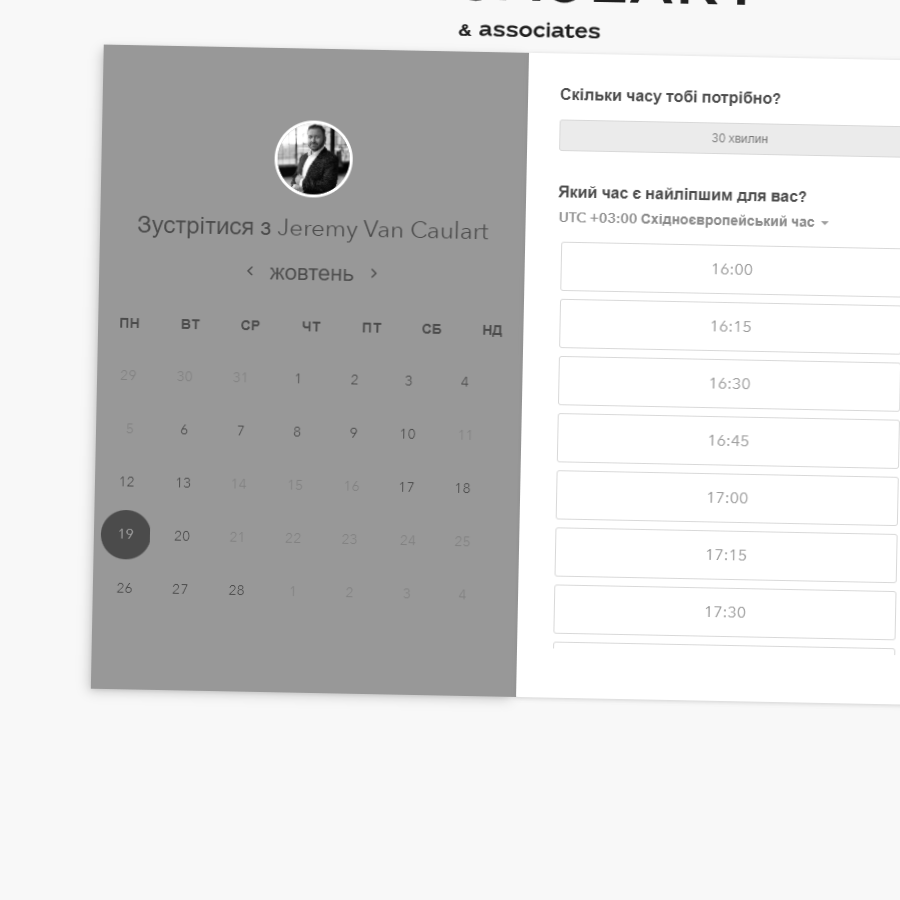 & associates
Зустрітися з Jeremy Van Caulart
жовтень
ПН ВТ СР ЧТ ПТ СБ НД
29 30 31 1 2 3 4
5 6 7 8 9 10 11
12 13 14 15 16 17 18
19 20 21 22 23 24 25
26 27 28 1 2 3 4
Скільки часу тобі потрібно?
30 хвилин
Який час є найліпшим для вас?
UTC +03:00 Східноєвропейський час
16:00
16:15
16:30
16:45
17:00
17:15
17:30